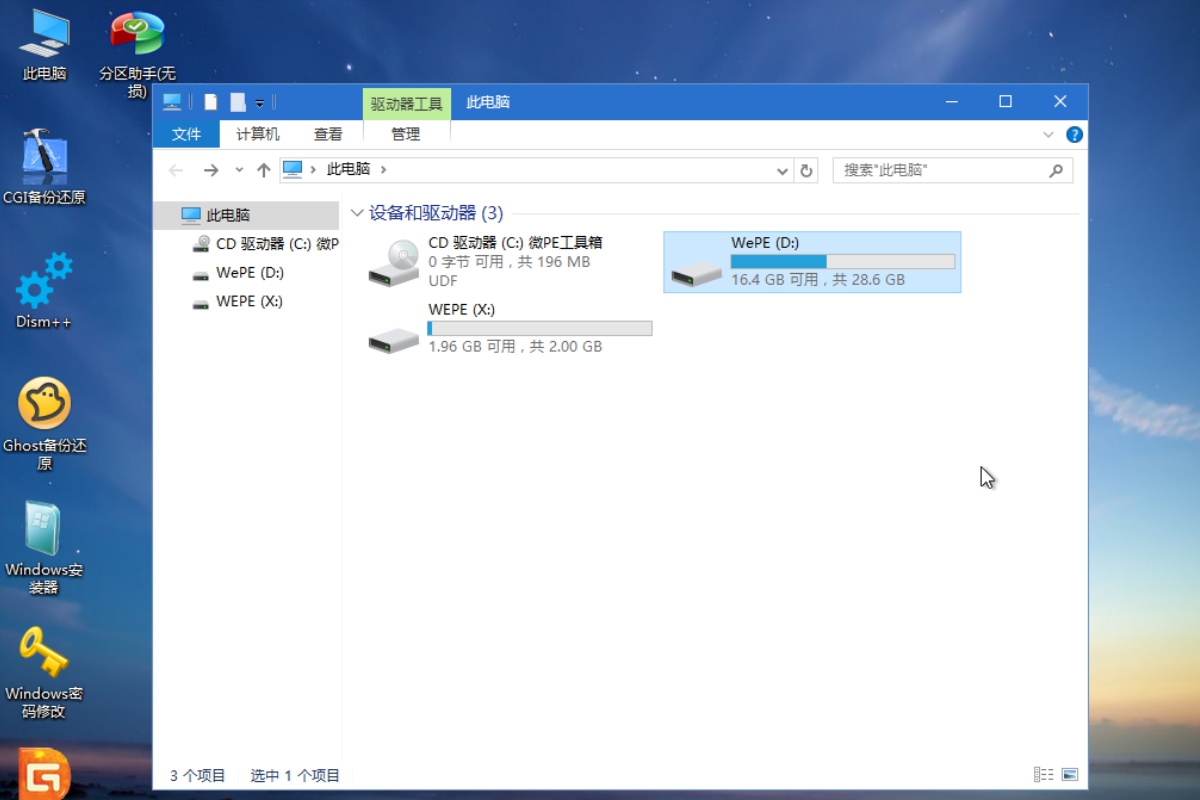 此电脑
分区助手(无
损)
CGI备份还原
Dism++
Ghost备份还
原
Windows安
装器
Windows密
码修改
驱动器工具
此电脑
文件
计算机
查看
管理
此电脑
搜索"此电脑"
此电脑
CD 驱动器 (C:) 微P
WePE (D:)
WEPE (X:)
设备和驱动器 (3)
CD 驱动器 (C:) 微PE工具箱
0 字节 可用，共 196 MB
UDF
WePE (D:)
16.4 GB 可用，共 28.6 GB
WEPE (X:)
1.96 GB 可用，共 2.00 GB
3 个项目
选中 1 个项目